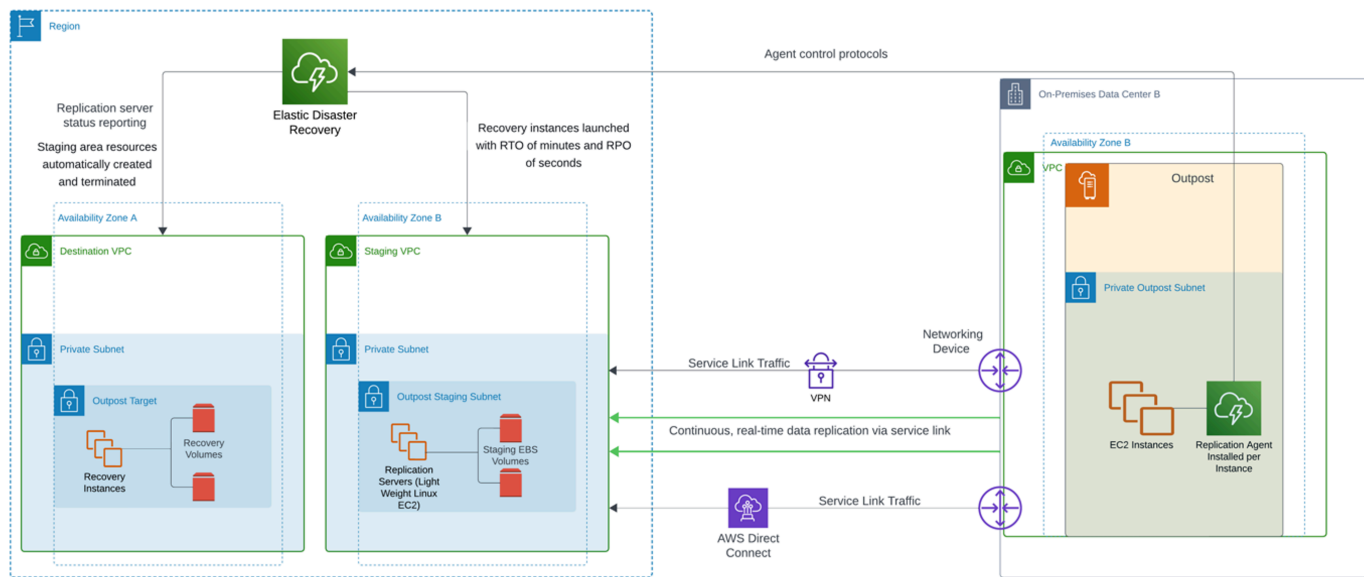 Region
Agent control protocols
Elastic Disaster
Recovery
Replication server
status reporting
Staging area resources
automatically created
and terminated
Recovery instances launched
with RTO of minutes and RPO
of seconds
On-Premises Data Center B
Availability Zone B
VPC
Outpost
Private Outpost Subnet
EC2 Instances
Replication Agent
Installed per
Instance
Availability Zone A
Destination VPC
Private Subnet
Outpost Target
Recovery
Volumes
Recovery
Instances
Availability Zone B
Staging VPC
Private Subnet
Outpost Staging Subnet
Staging EBS
Volumes
Replication
Servers (Light
Weight Linux
EC2)
Networking
Device
Service Link Traffic
VPN
Continuous, real-time data replication via service link
Service Link Traffic
AWS Direct
Connect